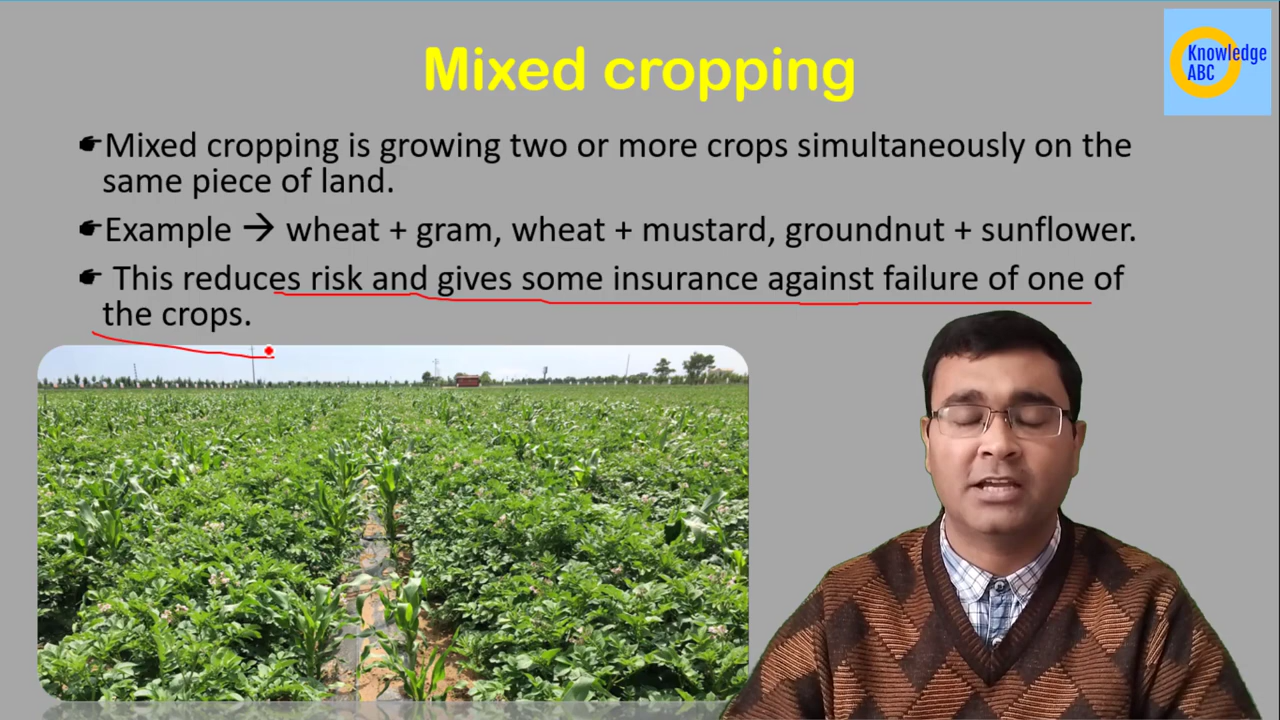 Mixed cropping
Knowledge
ABC
Mixed cropping is growing two or more crops simultaneously on the
same piece of land.
Example → wheat + gram, wheat + mustard, groundnut + sunflower.
This reduces risk and gives some insurance against failure of one of
the crops.